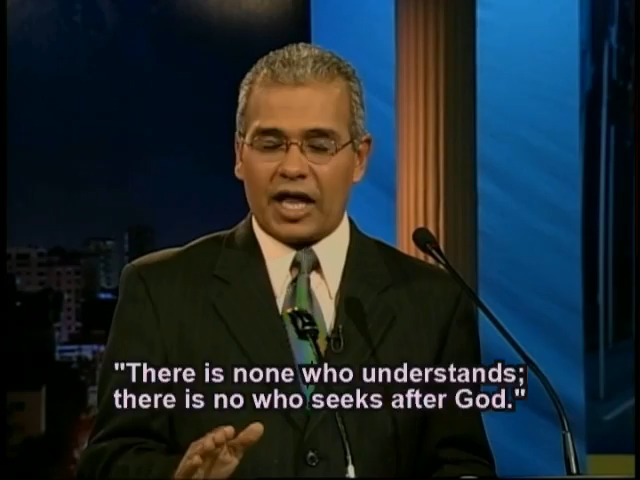 "There is none who understands;
there is no who seeks after God."